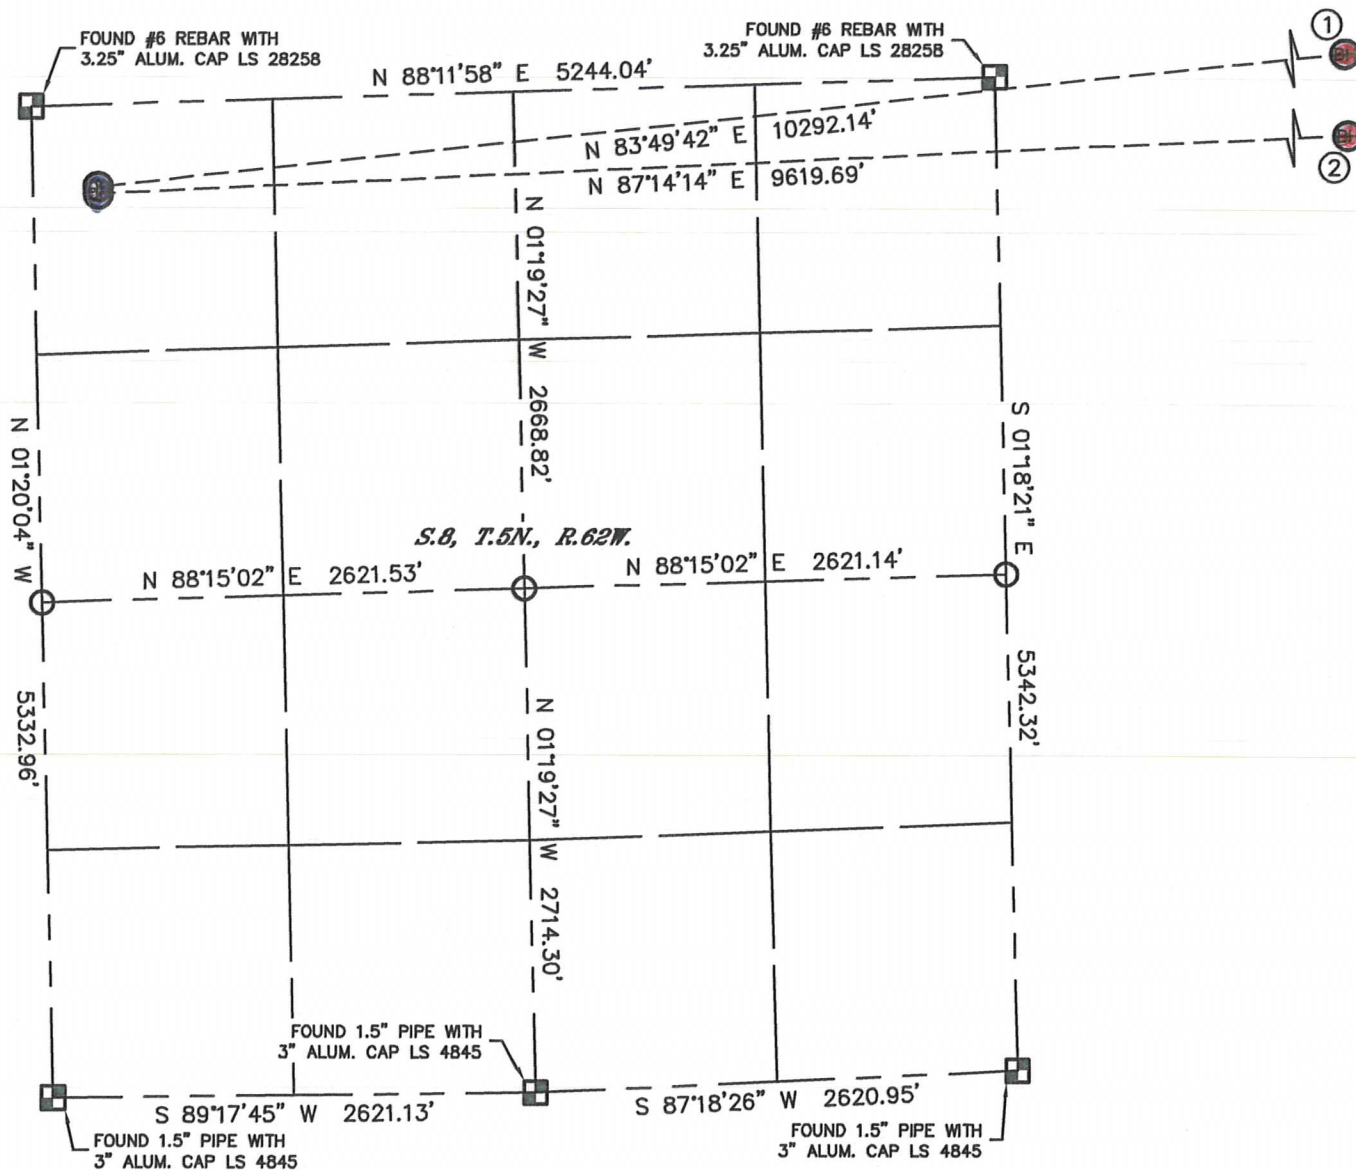 ①
FOUND #6 REBAR WITH
3.25" ALUM. CAP LS 28258
FOUND #6 REBAR WITH
3.25" ALUM. CAP LS 28258
N 88°11'58" E 5244.04'
N 83°49'42" E 10292.14'
N 87°14'14" E 9619.69'
②
N 01°19'27" W 2668.82'
N 01°20'04" W 5332.96'
S 01°18'21" E 5342.32'
S.8, T.5N., R.62W.
N 88°15'02" E 2621.53'
N 88°15'02" E 2621.14'
N 01°19'27" W 2714.30'
FOUND 1.5" PIPE WITH
3" ALUM. CAP LS 4845
S 89°17'45" W 2621.13'
S 87°18'26" W 2620.95'
FOUND 1.5" PIPE WITH
3" ALUM. CAP LS 4845
FOUND 1.5" PIPE WITH
3" ALUM. CAP LS 4845